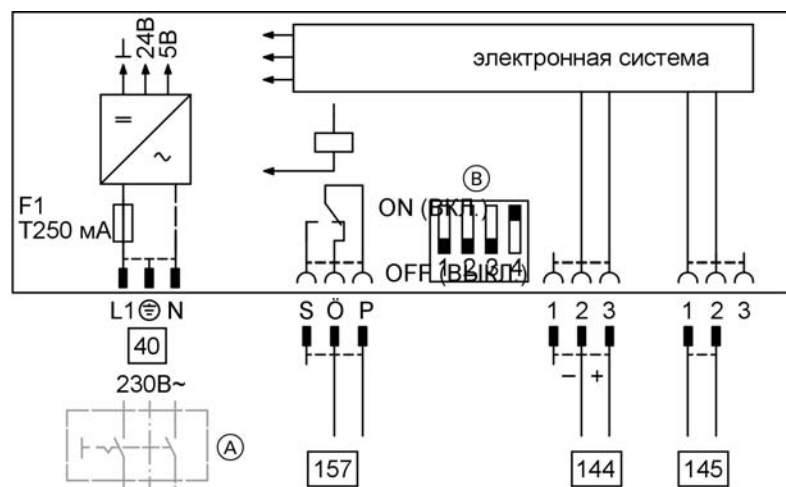 24В
5В
электронная система
=
~
F1
T250 мА
B
ON (ВКЛ.)
1 2 3 4
OFF (ВЫКЛ.)
L1 N
S Ö P
1 2 3
1 2 3
40
230В~
− +
A
157
144
145